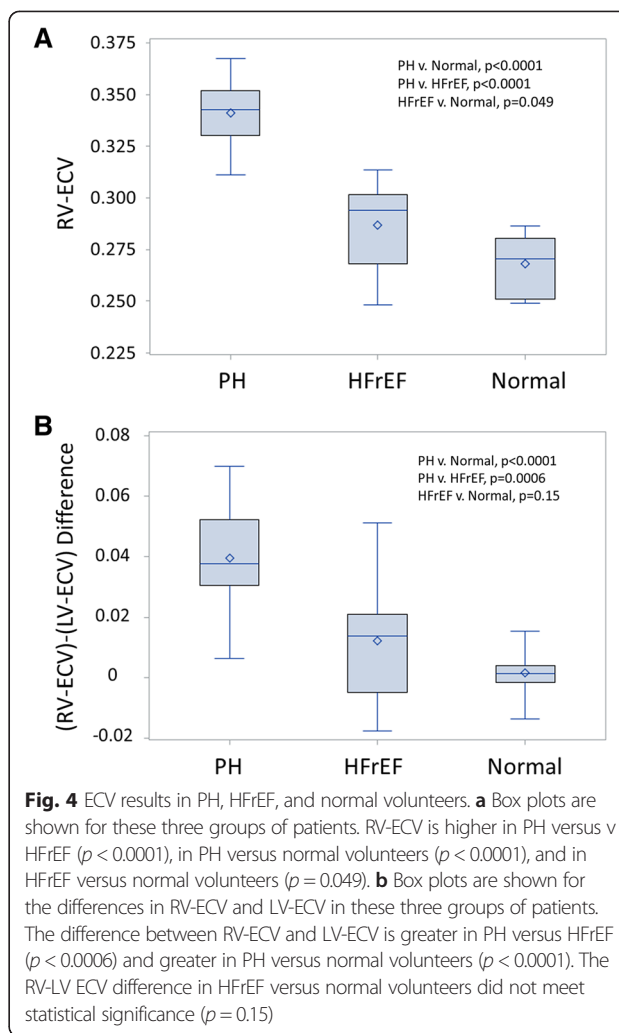 A
0.375
0.350
0.325
0.300
0.275
0.250
0.225
RV-ECV
PH v. Normal, p<0.0001
PH v. HFrEF, p<0.0001
HFrEF v. Normal, p=0.049
PH HFrEF Normal
B
0.08
0.06
0.04
0.02
0
-0.02
(RV-ECV)-(LV-ECV) Difference
PH v. Normal, p<0.0001
PH v. HFrEF, p=0.0006
HFrEF v. Normal, p=0.15
PH HFrEF Normal
Fig. 4 ECV results in PH, HFrEF, and normal volunteers. a Box plots are
shown for these three groups of patients. RV-ECV is higher in PH versus v
HFrEF (p < 0.0001), in PH versus normal volunteers (p < 0.0001), and in
HFrEF versus normal volunteers (p = 0.049). b Box plots are shown for
the differences in RV-ECV and LV-ECV in these three groups of patients.
The difference between RV-ECV and LV-ECV is greater in PH versus HFrEF
(p < 0.0006) and greater in PH versus normal volunteers (p < 0.0001). The
RV-LV ECV difference in HFrEF versus normal volunteers did not meet
statistical significance (p = 0.15)